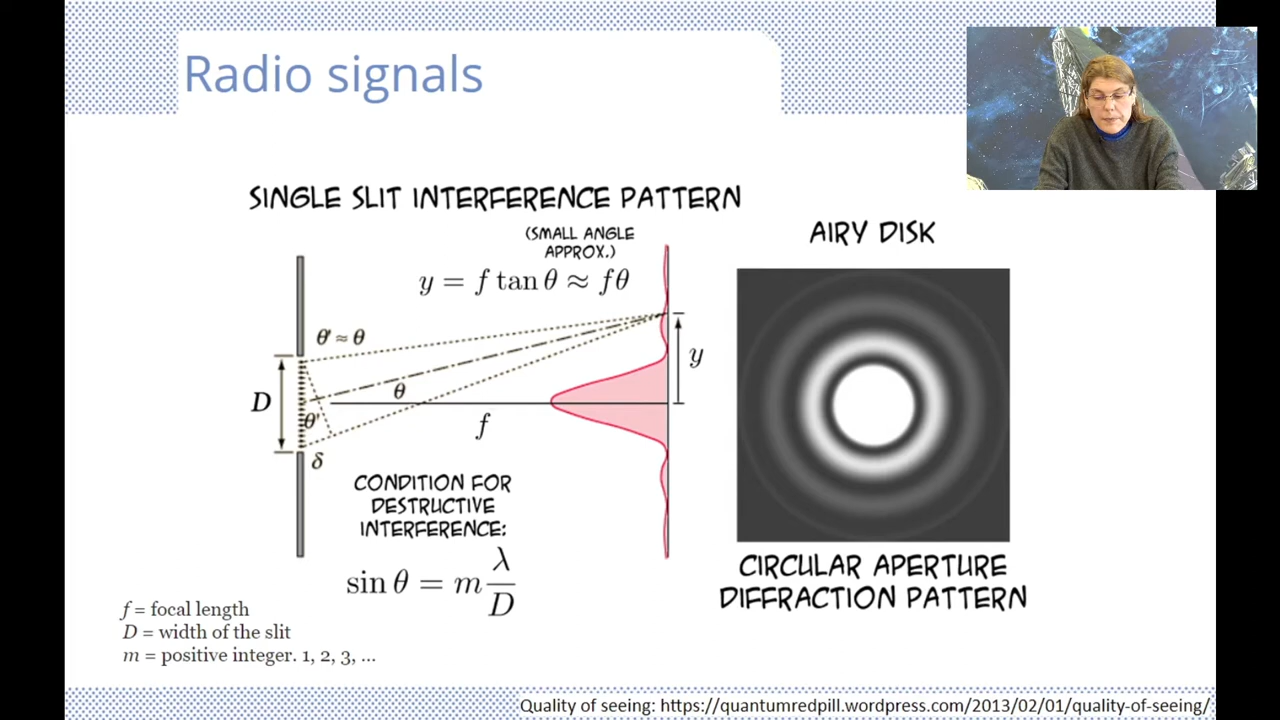 Radio signals
SINGLE SLIT INTERFERENCE PATTERN
(SMALL ANGLE
APPROX.)
y = f tan θ ≈ fθ
θ' ≈ θ
D
θ
θ'
f
δ
y
CONDITION FOR
DESTRUCTIVE
INTERFERENCE:
sin θ = m λ/D
AIRY DISK
CIRCULAR APERTURE
DIFFRACTION PATTERN
f = focal length
D = width of the slit
m = positive integer. 1, 2, 3, ...
Quality of seeing: https://quantumredpill.wordpress.com/2013/02/01/quality-of-seeing/